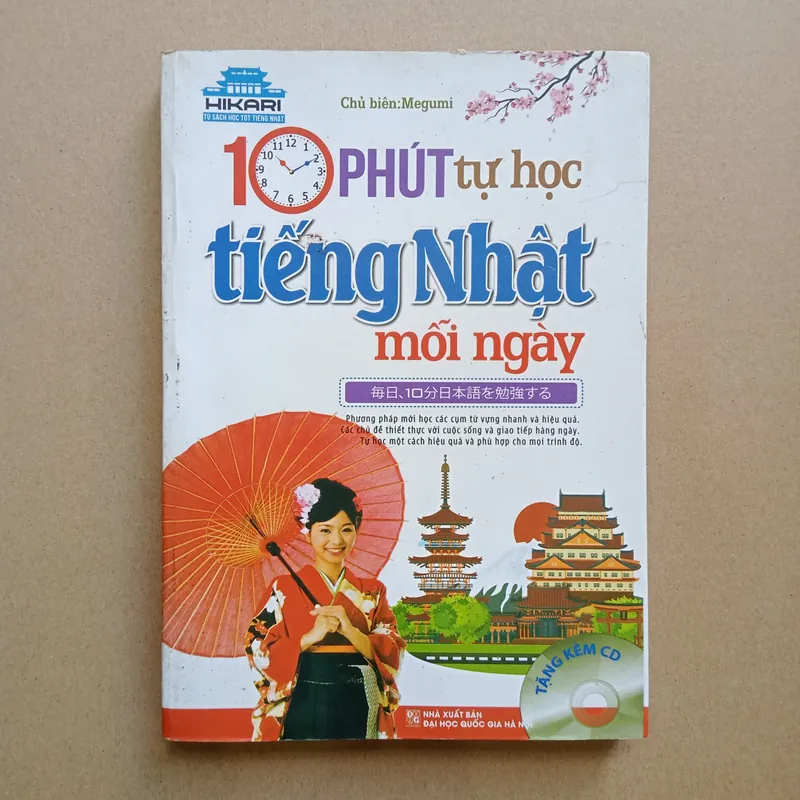 HIKARI
TỦ SÁCH HỌC TỐT TIẾNG NHẬT
Chủ biên:Megumi
10 PHÚT tự học
tiếng Nhật
mỗi ngày
毎日、10分日本語を勉強する
Phương pháp mới học các cụm từ vựng nhanh và hiệu quả.
Các chủ đề thiết thực với cuộc sống và giao tiếp hàng ngày.
Tự học một cách hiệu quả và phù hợp cho mọi trình độ.
TẶNG KÈM CD
NHÀ XUẤT BẢN
ĐẠI HỌC QUỐC GIA HÀ NỘI